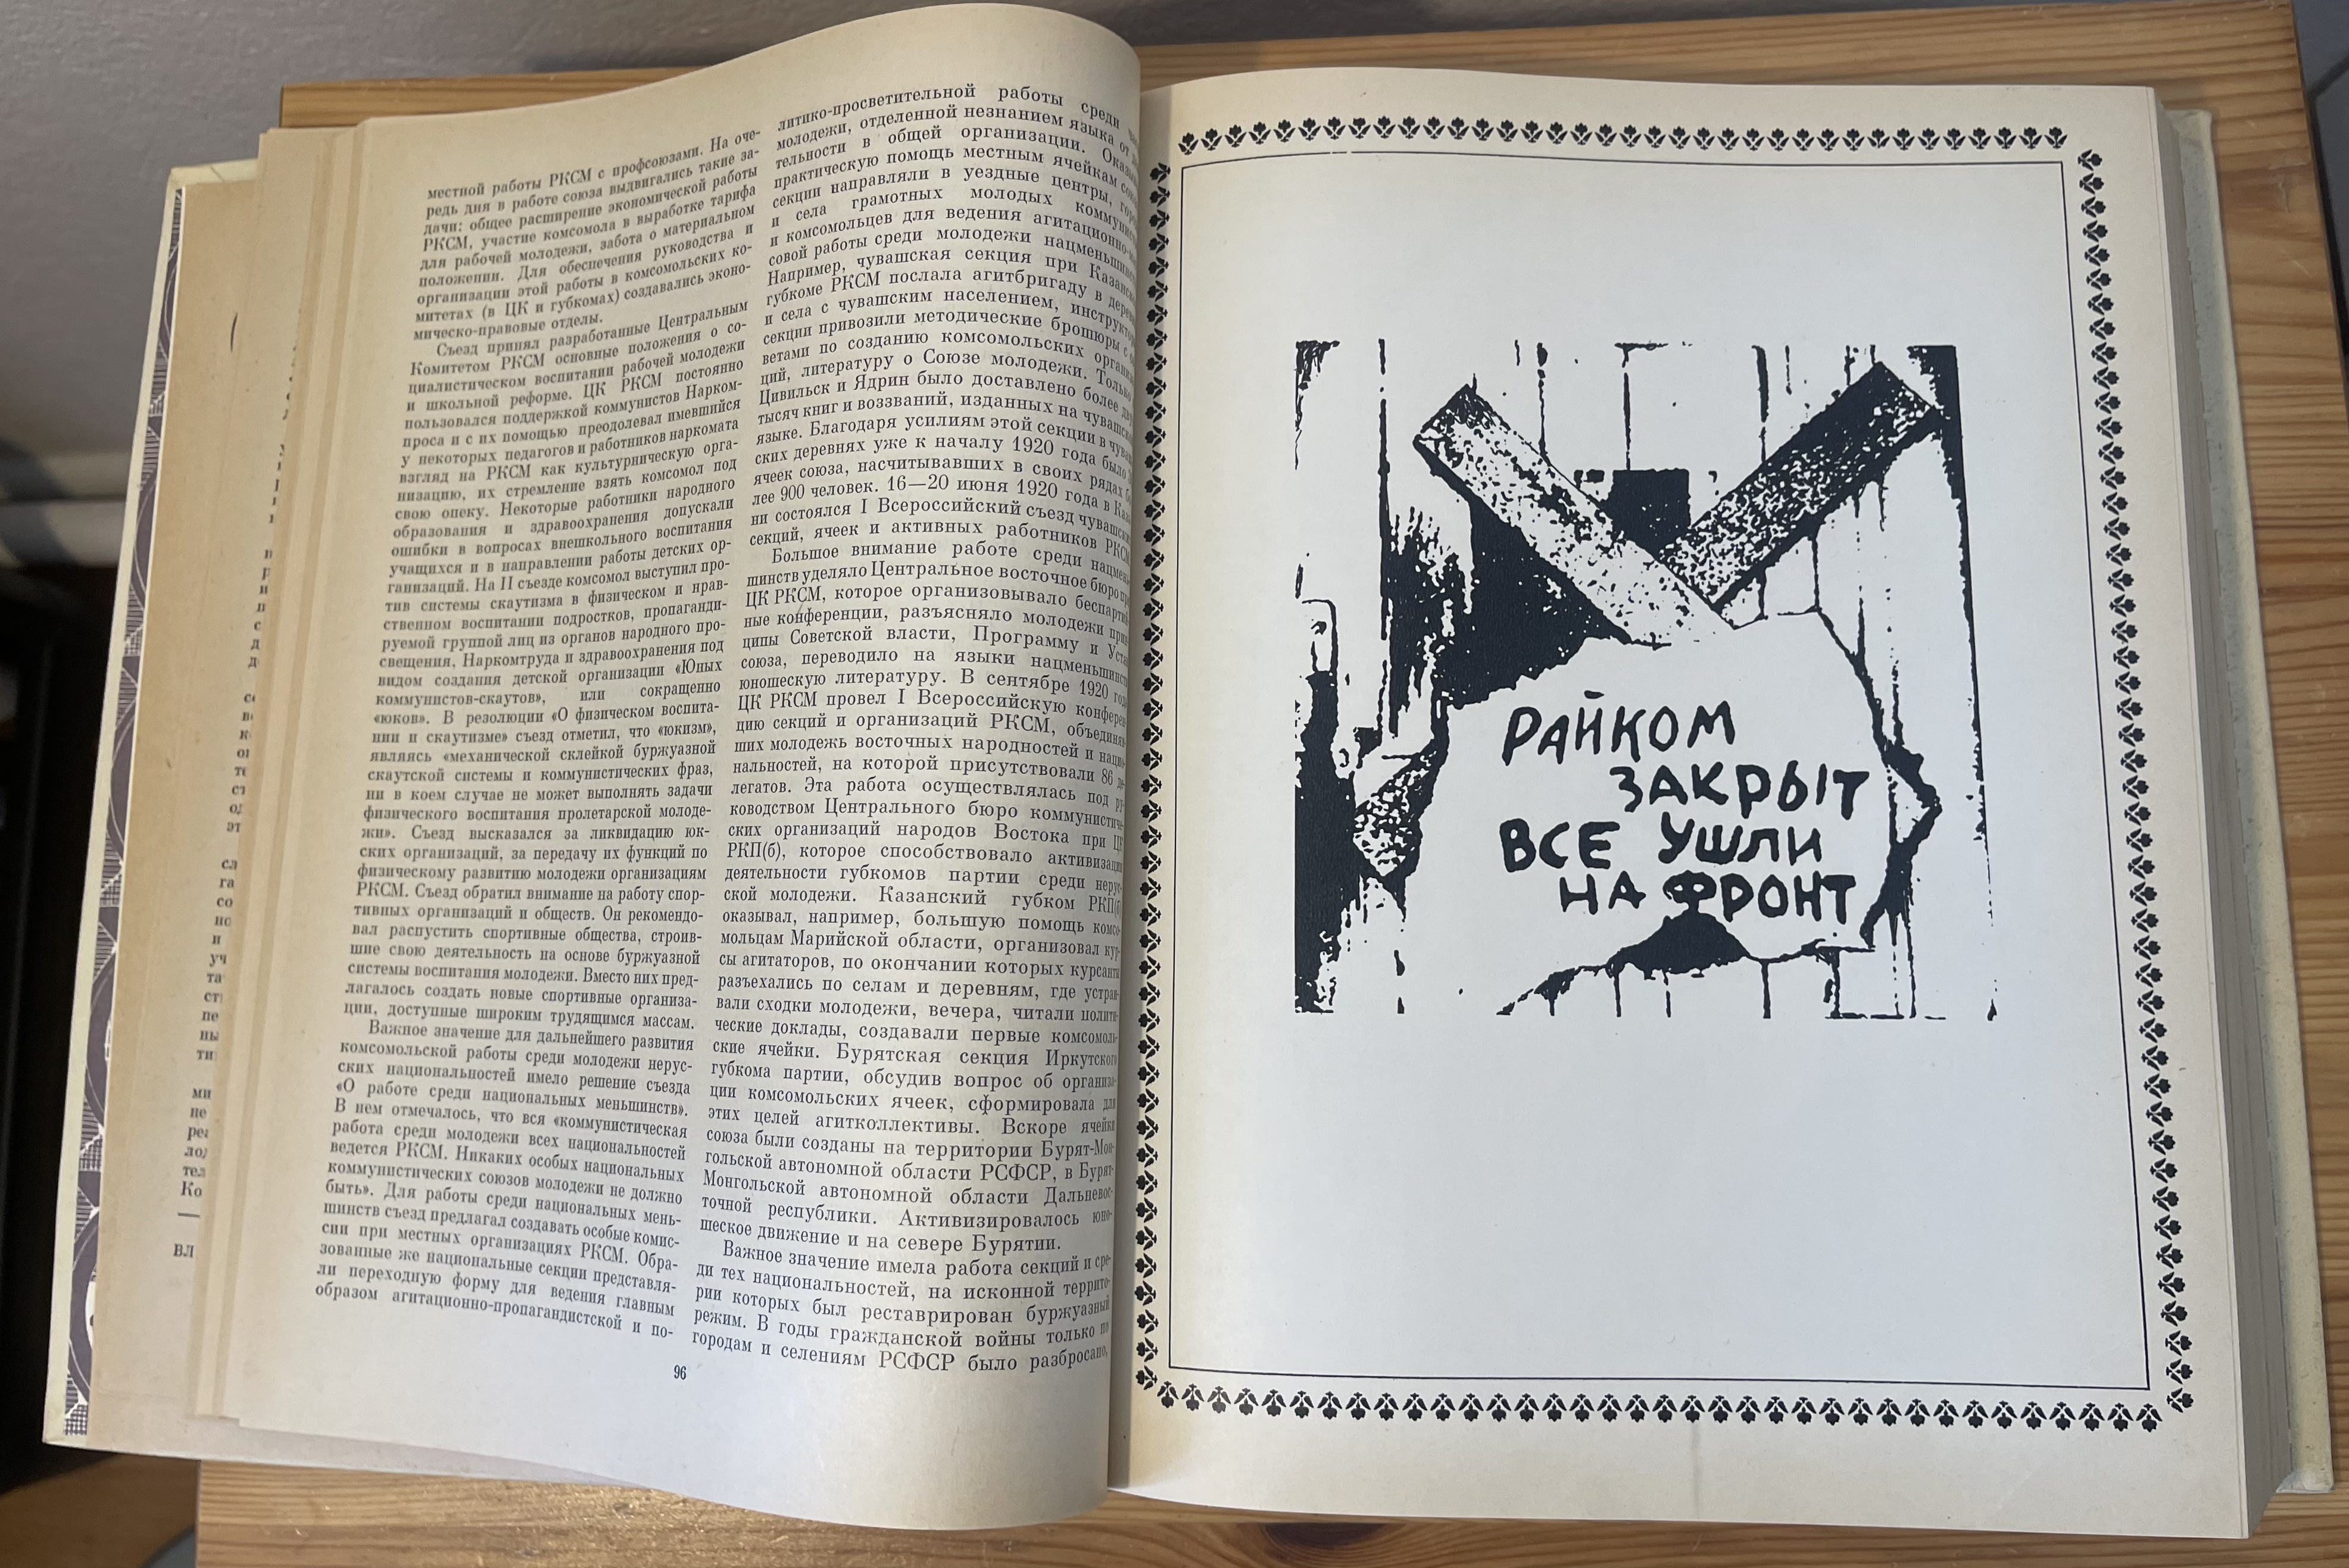 местной работы РКСМ с профсоюзами. На оче-
редь дня в работе союза выдвигались такие за-
дачи: общее расширение экономической работы
РКСМ, участие комсомола в выработке тарифа
для рабочей молодежи, забота о материальном
положении. Для обеспечения руководства и
организации этой работы в комсомольских ко-
митетах (в ЦК и губкомах) создавались эконо-
мическо-правовые отделы.
Съезд принял разработанные Центральным
Комитетом РКСМ основные положения о со-
циалистическом воспитании рабочей молодежи
и школьной реформе. ЦК РКСМ постоянно
пользовался поддержкой коммунистов Нарком-
проса и с их помощью преодолевал имевшийся
у некоторых педагогов и работников наркомата
взгляд на РКСМ как культурническую орга-
низацию, их стремление взять комсомол под
свою опеку. Некоторые работники народного
образования и здравоохранения допускали
ошибки в вопросах внешкольного воспитания
учащихся и в направлении работы детских ор-
ганизаций. На II съезде комсомол выступил про-
тив системы скаутизма в физическом и нрав-
ственном воспитании подростков, пропаганди-
руемой группой лиц из органов народного про-
свещения, Наркомтруда и здравоохранения под
видом создания детской организации «Юных
коммунистов-скаутов», или сокращенно
«юков». В резолюции «О физическом воспита-
нии и скаутизме» съезд отметил, что «юкизм»,
являясь «механической склейкой буржуазной
скаутской системы и коммунистических фраз,
ни в коем случае не может выполнять задачи
физического воспитания пролетарской молоде-
жи». Съезд высказался за ликвидацию юк-
ских организаций, за передачу их функций по
физическому развитию молодежи организациям
РКСМ. Съезд обратил внимание на работу спор-
тивных организаций и обществ. Он рекомендо-
вал распустить спортивные общества, строив-
шие свою деятельность на основе буржуазной
системы воспитания молодежи. Вместо них пред-
лагалось создать новые спортивные организа-
ции, доступные широким трудящимся массам.
Важное значение для дальнейшего развития
комсомольской работы среди молодежи нерус-
ских национальностей имело решение съезда
«О работе среди национальных меньшинств».
В нем отмечалось, что вся «коммунистическая
работа среди молодежи всех национальностей
ведется РКСМ. Никаких особых национальных
коммунистических союзов молодежи не должно
быть». Для работы среди национальных мень-
шинств съезд предлагал создавать особые комис-
сии при местных организациях РКСМ. Обра-
зованные же национальные секции представля-
ли переходную форму для ведения главным
образом агитационно-пропагандистской и по-
литико-просветительной работы среди
молодежи, отделенной незнанием языка от
тельности в общей организации.
практическую помощь местным ячейкам
секции направляли в уездные центры,
и села грамотных молодых
и комсомольцев для ведения агитационно-
совой работы среди молодежи
Например, чувашская секция при
губкоме РКСМ послала агитбригаду в
и села с чувашским населением,
секции привозили методические брошюры с
ветами по созданию комсомольских
ций, литературу о Союзе молодежи. Только
Цивильск и Ядрин было доставлено более
тысяч книг и воззваний, изданных на
языке. Благодаря усилиям этой секции в
ских деревнях уже к началу 1920 года было
ячеек союза, насчитывавших в своих рядах
лее 900 человек. 16—20 июня 1920 года в
ни состоялся I Всероссийский съезд
секций, ячеек и активных работников РКСМ
Большое внимание работе среди
шинств уделяло Центральное восточное бюро
ЦК РКСМ, которое организовывало
ные конференции, разъясняло молодежи
ципы Советской власти, Программу и
союза, переводило на языки
юношескую литературу. В сентябре 1920
ЦК РКСМ провел I Всероссийскую
цию секций и организаций РКСМ,
ших молодежь восточных народностей и
нальностей, на которой присутствовали 86
легатов. Эта работа осуществлялась под
ководством Центрального бюро
ских организаций народов Востока при
РКП(б), которое способствовало активизации
деятельности губкомов партии среди нерус-
ской молодежи. Казанский губком РКП(б)
оказывал, например, большую помощь комсо-
мольцам Марийской области, организовал кур-
сы агитаторов, по окончании которых курсанты
разъехались по селам и деревням, где устраи-
вали сходки молодежи, вечера, читали полити-
ческие доклады, создавали первые комсомоль-
ские ячейки. Бурятская секция Иркутского
губкома партии, обсудив вопрос об организа-
ции комсомольских ячеек, сформировала для
этих целей агитколлективы. Вскоре ячейки
союза были созданы на территории Бурят-Мон-
гольской автономной области РСФСР, в Бурят-
Монгольской автономной области Дальневос-
точной республики. Активизировалось юно-
шеское движение и на севере Бурятии.
Важное значение имела работа секций и сре-
ди тех национальностей, на исконной террито-
рии которых был реставрирован буржуазный
режим. В годы гражданской войны только по
городам и селениям РСФСР было разбросано,
96
РАЙКОМ
ЗАКРЫТ
ВСЕ УШЛИ
НА ФРОНТ